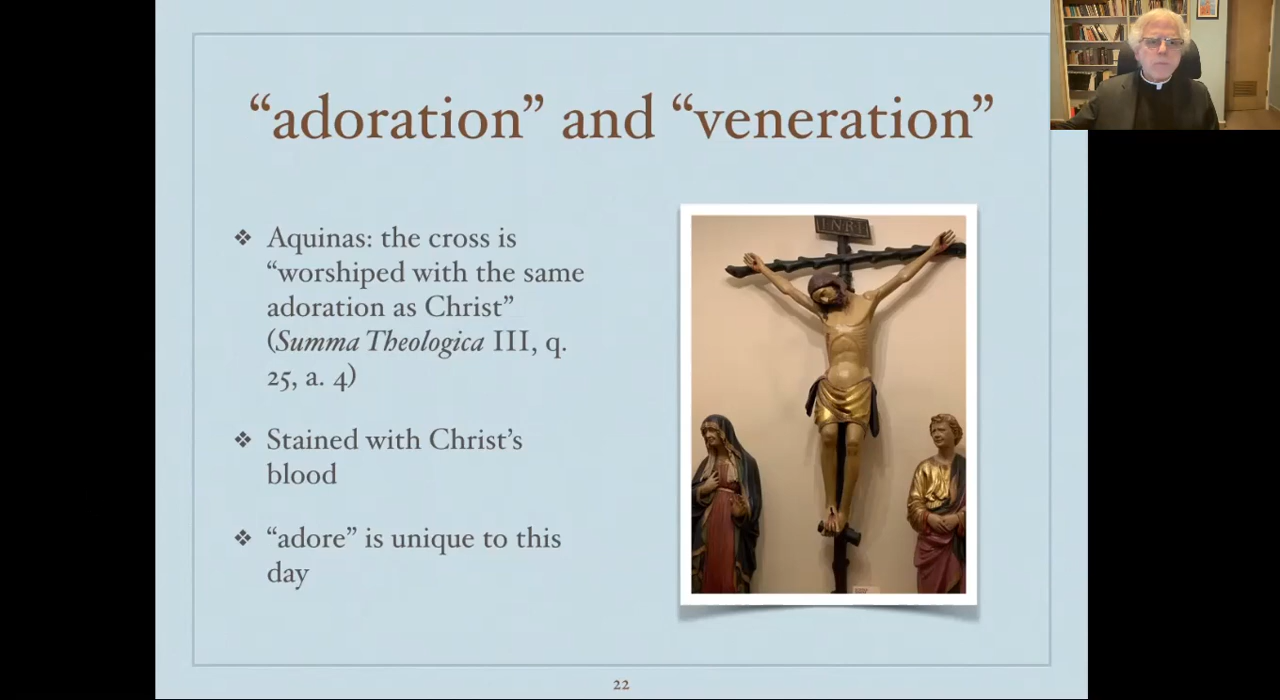 “adoration” and “veneration”
❖ Aquinas: the cross is
“worshiped with the same
adoration as Christ”
(Summa Theologica III, q.
25, a. 4)
❖ Stained with Christ’s
blood
❖ “adore” is unique to this
day
INRI
22